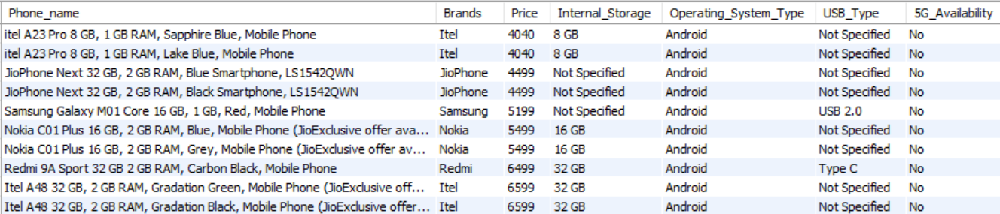 Phone_name Brands Price Internal_Storage Operating_System_Type USB_Type 5G_Availability
itel A23 Pro 8 GB, 1 GB RAM, Sapphire Blue, Mobile Phone Itel 4040 8 GB Android Not Specified No
itel A23 Pro 8 GB, 1 GB RAM, Lake Blue, Mobile Phone Itel 4040 8 GB Android Not Specified No
JioPhone Next 32 GB, 2 GB RAM, Blue Smartphone, LS1542QWN JioPhone 4499 Not Specified Android Not Specified No
JioPhone Next 32 GB, 2 GB RAM, Black Smartphone, LS1542QWN JioPhone 4499 Not Specified Android Not Specified No
Samsung Galaxy M01 Core 16 GB, 1 GB, Red, Mobile Phone Samsung 5199 Not Specified Android USB 2.0 No
Nokia C01 Plus 16 GB, 2 GB RAM, Blue, Mobile Phone (JioExclusive offer ava... Nokia 5499 16 GB Android Not Specified No
Nokia C01 Plus 16 GB, 2 GB RAM, Grey, Mobile Phone (JioExclusive offer av... Nokia 5499 16 GB Android Not Specified No
Redmi 9A Sport 32 GB 2 GB RAM, Carbon Black, Mobile Phone Redmi 6499 32 GB Android Type C No
Itel A48 32 GB, 2 GB RAM, Gradation Green, Mobile Phone (JioExclusive off... Itel 6599 32 GB Android Not Specified No
Itel A48 32 GB, 2 GB RAM, Gradation Black, Mobile Phone (JioExclusive offer... Itel 6599 32 GB Android Not Specified No